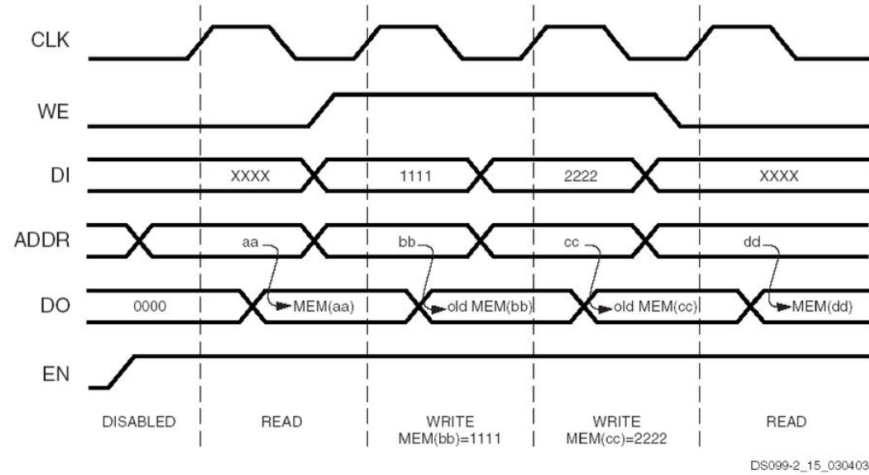 CLK
WE
DI XXXX 1111 2222 XXXX
ADDR aa bb cc dd
DO 0000 MEM(aa) old MEM(bb) old MEM(cc) MEM(dd)
EN
DISABLED READ WRITE WRITE READ
MEM(bb)=1111 MEM(cc)=2222
DS099-2_15_030403